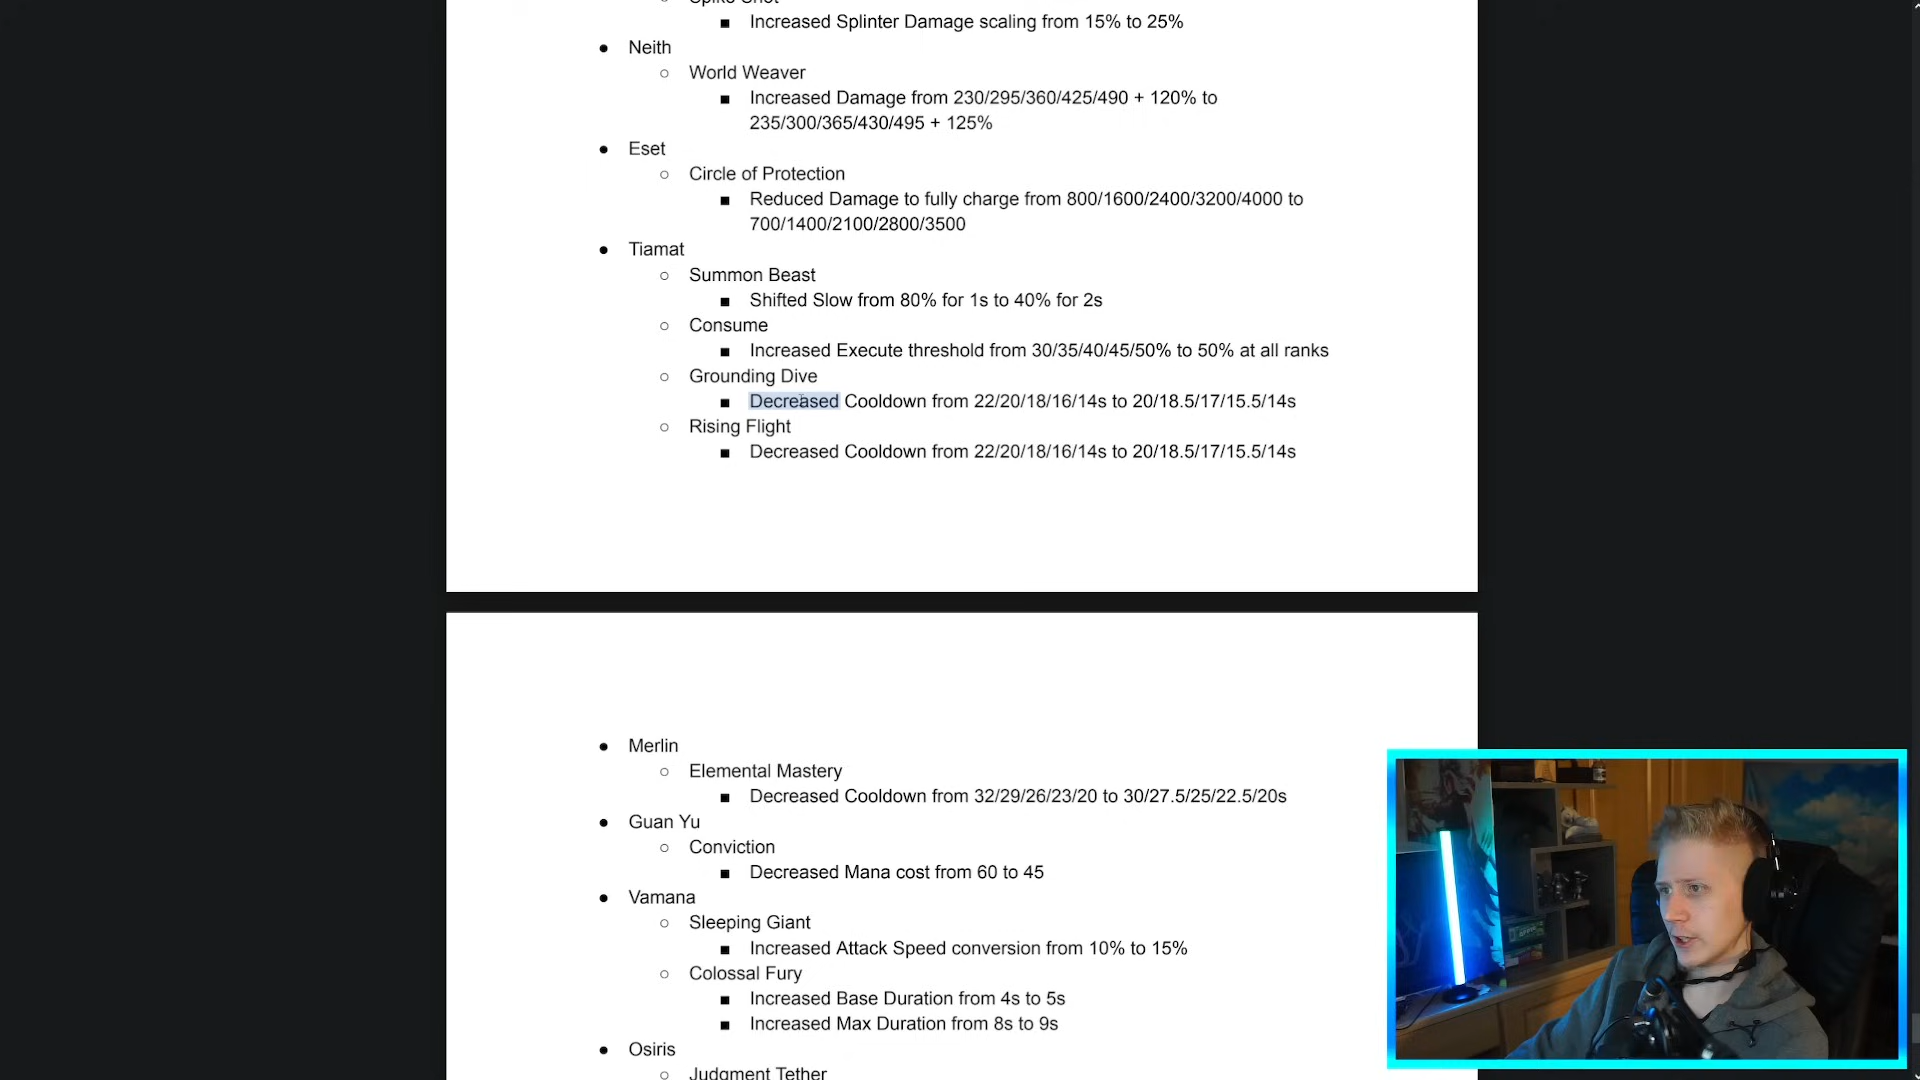 Spike Shot
■ Increased Splinter Damage scaling from 15% to 25%
● Neith
○ World Weaver
■ Increased Damage from 230/295/360/425/490 + 120% to
235/300/365/430/495 + 125%
● Eset
○ Circle of Protection
■ Reduced Damage to fully charge from 800/1600/2400/3200/4000 to
700/1400/2100/2800/3500
● Tiamat
○ Summon Beast
■ Shifted Slow from 80% for 1s to 40% for 2s
○ Consume
■ Increased Execute threshold from 30/35/40/45/50% to 50% at all ranks
○ Grounding Dive
■ Decreased Cooldown from 22/20/18/16/14s to 20/18.5/17/15.5/14s
○ Rising Flight
■ Decreased Cooldown from 22/20/18/16/14s to 20/18.5/17/15.5/14s
● Merlin
○ Elemental Mastery
■ Decreased Cooldown from 32/29/26/23/20 to 30/27.5/25/22.5/20s
● Guan Yu
○ Conviction
■ Decreased Mana cost from 60 to 45
● Vamana
○ Sleeping Giant
■ Increased Attack Speed conversion from 10% to 15%
○ Colossal Fury
■ Increased Base Duration from 4s to 5s
■ Increased Max Duration from 8s to 9s
● Osiris
○ Judgment Tether